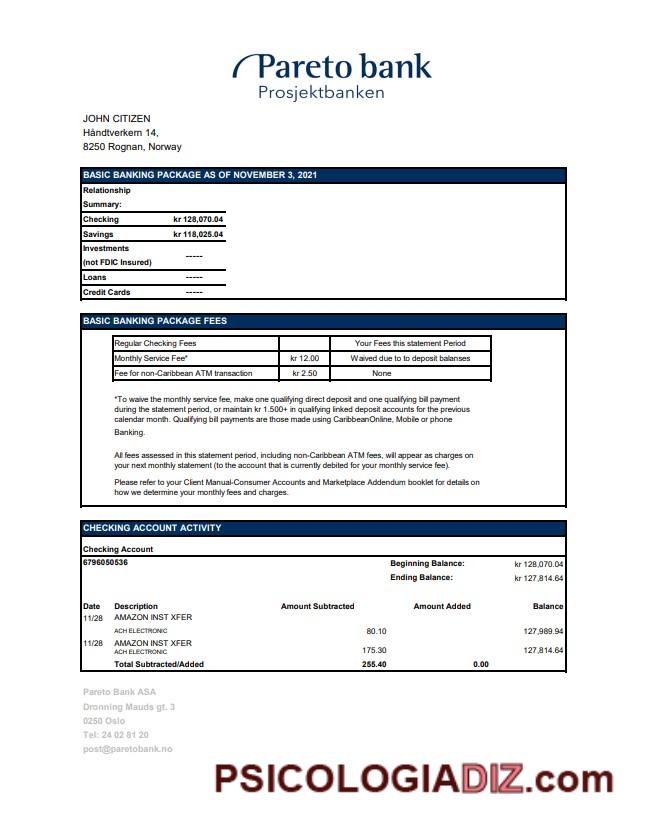 Pareto bank
Prosjektbanken
JOHN CITIZEN
Håndtverkern 14,
8250 Rognan, Norway
BASIC BANKING PACKAGE AS OF NOVEMBER 3, 2021
Relationship
Summary:
Checking kr 128,070.04
Savings kr 118,025.04
Investments
(not FDIC Insured) -----
Loans -----
Credit Cards -----
BASIC BANKING PACKAGE FEES
Regular Checking Fees Your Fees this statement Period
Monthly Service Fee* kr 12.00 Waived due to to deposit balanses
Fee for non-Caribbean ATM transaction kr 2.50 None
*To waive the monthly service fee, make one qualifying direct deposit and one qualifying bill payment
during the statement period, or maintain kr 1.500+ in qualifying linked deposit accounts for the previous
calendar month. Qualifying bill payments are those made using CaribbeanOnline, Mobile or phone
Banking.
All fees assessed in this statement period, including non-Caribbean ATM fees, will appear as charges on
your next monthly statement (to the account that is currently debited for your monthly service fee).
Please refer to your Client Manual-Consumer Accounts and Marketplace Addendum booklet for details on
how we determine your monthly fees and charges.
CHECKING ACCOUNT ACTIVITY
Checking Account
6796050536 Beginning Balance: kr 128,070.04
Ending Balance: kr 127,814.64
Date Description Amount Subtracted Amount Added Balance
11/28 AMAZON INST XFER
ACH ELECTRONIC 80.10 127,989.94
11/28 AMAZON INST XFER
ACH ELECTRONIC 175.30 127,814.64
Total Subtracted/Added 255.40 0.00
Pareto Bank ASA
Dronning Mauds gt. 3
0250 Oslo
Tel: 24 02 81 20
post@paretobank.no
PSICOLOGIADIZ.com